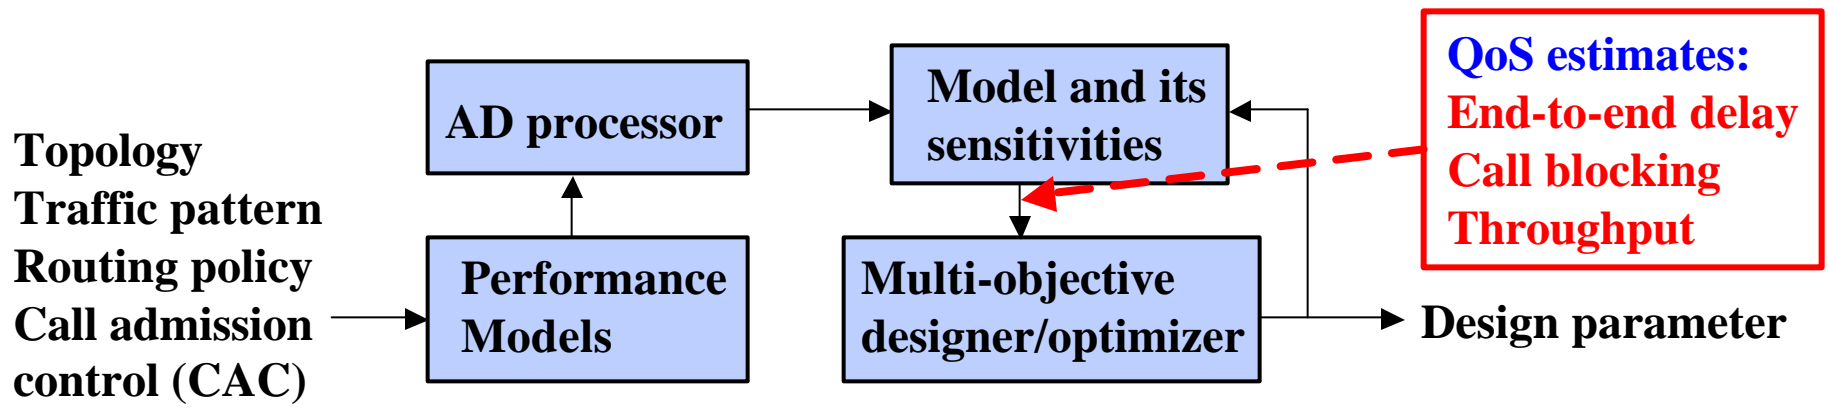 Topology
Traffic pattern
Routing policy
Call admission
control (CAC)
AD processor
Performance
Models
Model and its
sensitivities
Multi-objective
designer/optimizer
QoS estimates:
End-to-end delay
Call blocking
Throughput
Design parameter